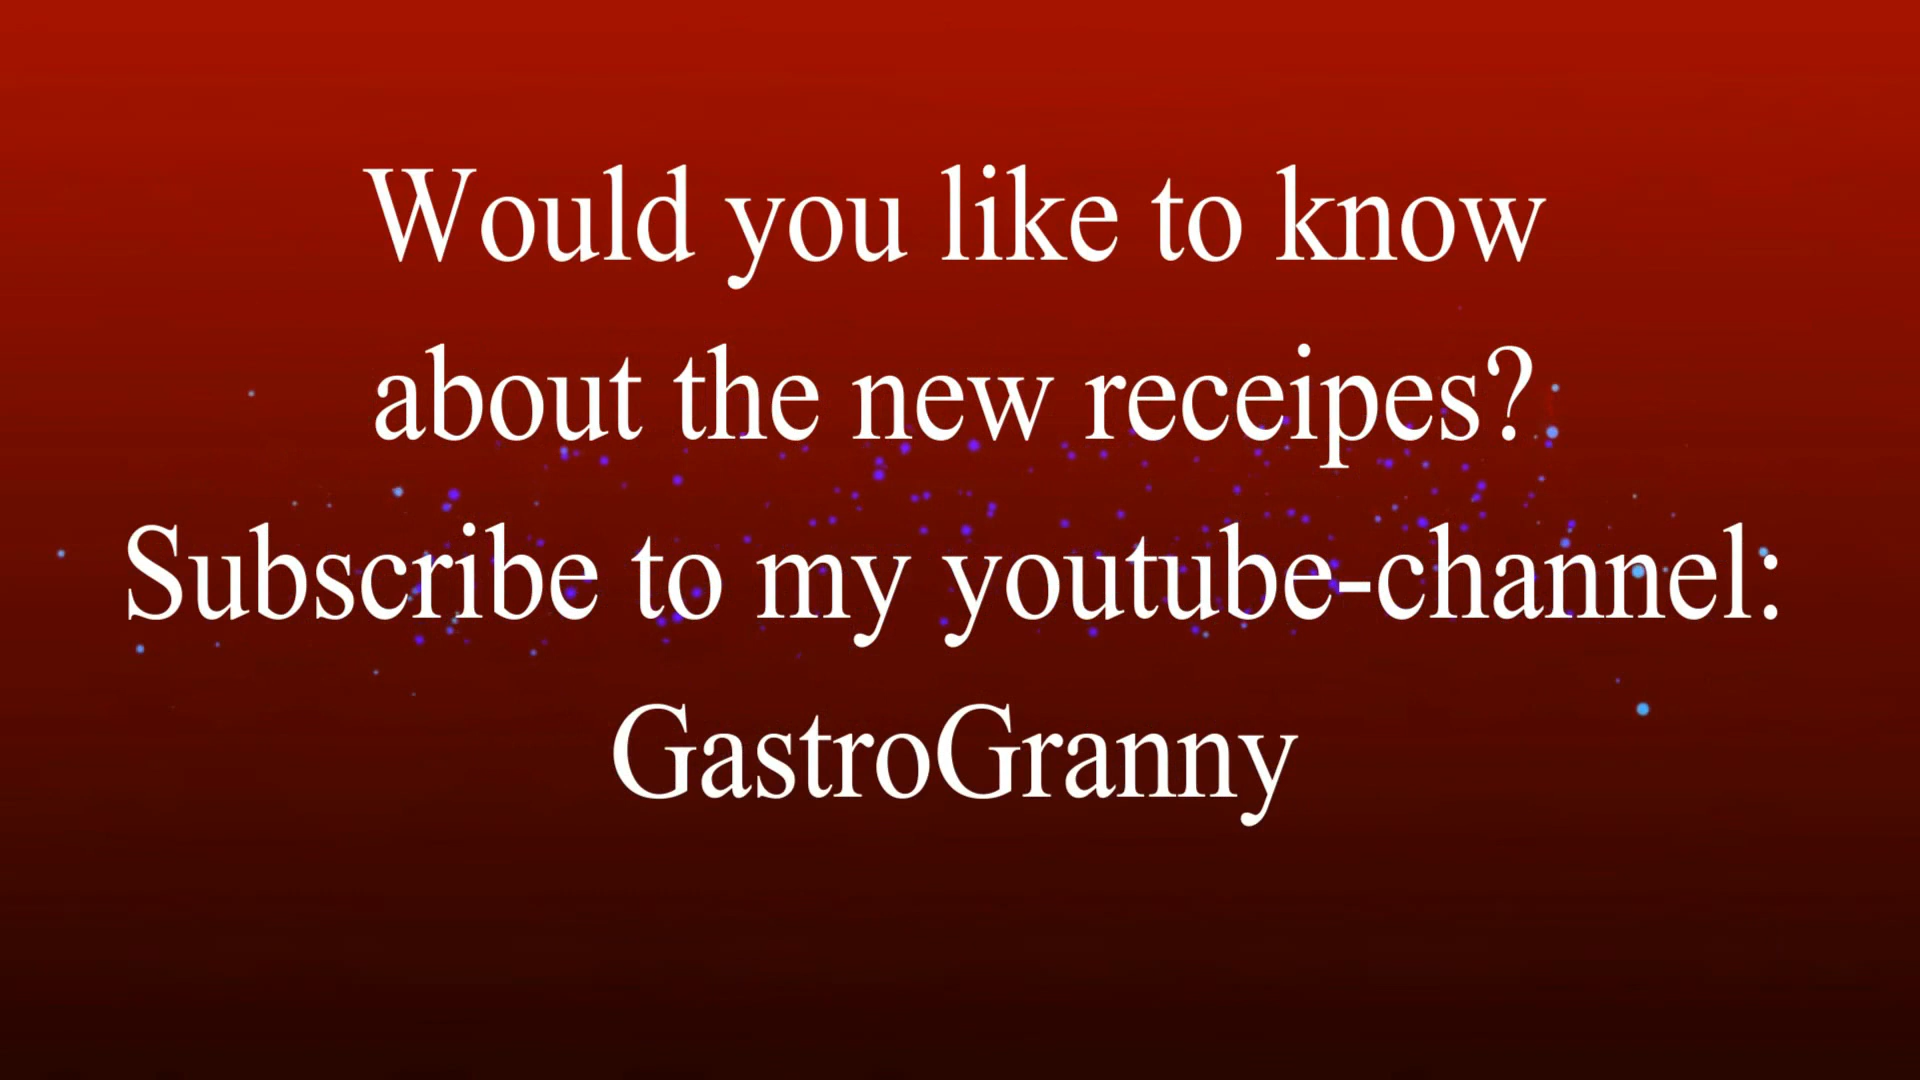 Would you like to know
about the new receipes?
Subscribe to my youtube-channel:
GastroGranny